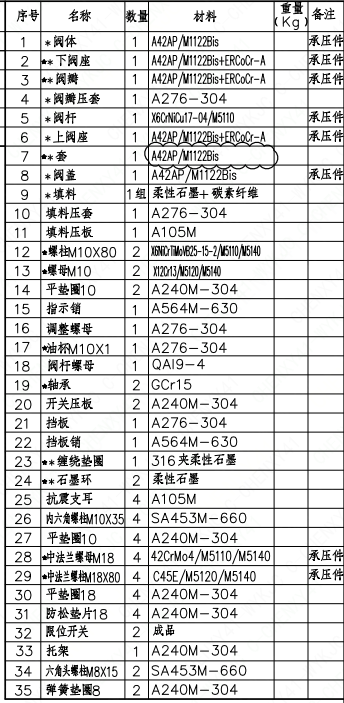 序号 名称 数量 材料 重量(Kg) 备注
1 *阀体 1 A42AP/M1122Bis 承压件
2 **下阀座 1 A42AP/M1122Bis+ERCoCr-A 承压件
3 **阀瓣 1 A42AP/M1122Bis+ERCoCr-A 承压件
4 *阀瓣压套 1 A276-304
5 *阀杆 1 X6CrNiCu17-04/M5110 承压件
6 *上阀座 1 A42AP/M1122Bis+ERCoCr-A 承压件
7 **套 1 A42AP/M1122Bis
8 *阀盖 1 A42AP/M1122Bis 承压件
9 *填料 1组 柔性石墨+碳素纤维
10 填料压套 1 A276-304
11 填料压板 1 A105M
12 *螺柱M10X80 2 X6NiCrTiMoVB25-15-2/M5110/M5140
13 *螺母M10 2 X12Cr13/M5120/M5140
14 平垫圈10 2 A240M-304
15 指示销 1 A564M-630
16 调整螺母 1 A276-304
17 *油杯M10X1 1 A276-304
18 阀杆螺母 1 QAl9-4
19 *轴承 2 GCr15
20 开关压板 2 A240M-304
21 挡板 1 A276-304
22 挡板销 1 A564M-630
23 **缠绕垫圈 1 316夹柔性石墨
24 **石墨环 2 柔性石墨
25 抗震支耳 4 A105M
26 内六角螺柱M10X35 4 SA453M-660
27 平垫圈10 4 A240M-304
28 *中法兰螺母M18 4 42CrMo4/M5110/M5140 承压件
29 *中法兰螺柱M18X80 4 C45E/M5120/M5140 承压件
30 平垫圈18 4 A240M-304
31 防松垫片18 4 A240M-304
32 限位开关 2 成品
33 托架 1 A240M-304
34 六角头螺柱M8X15 2 SA453M-660
35 弹簧垫圈8 2 A240M-304